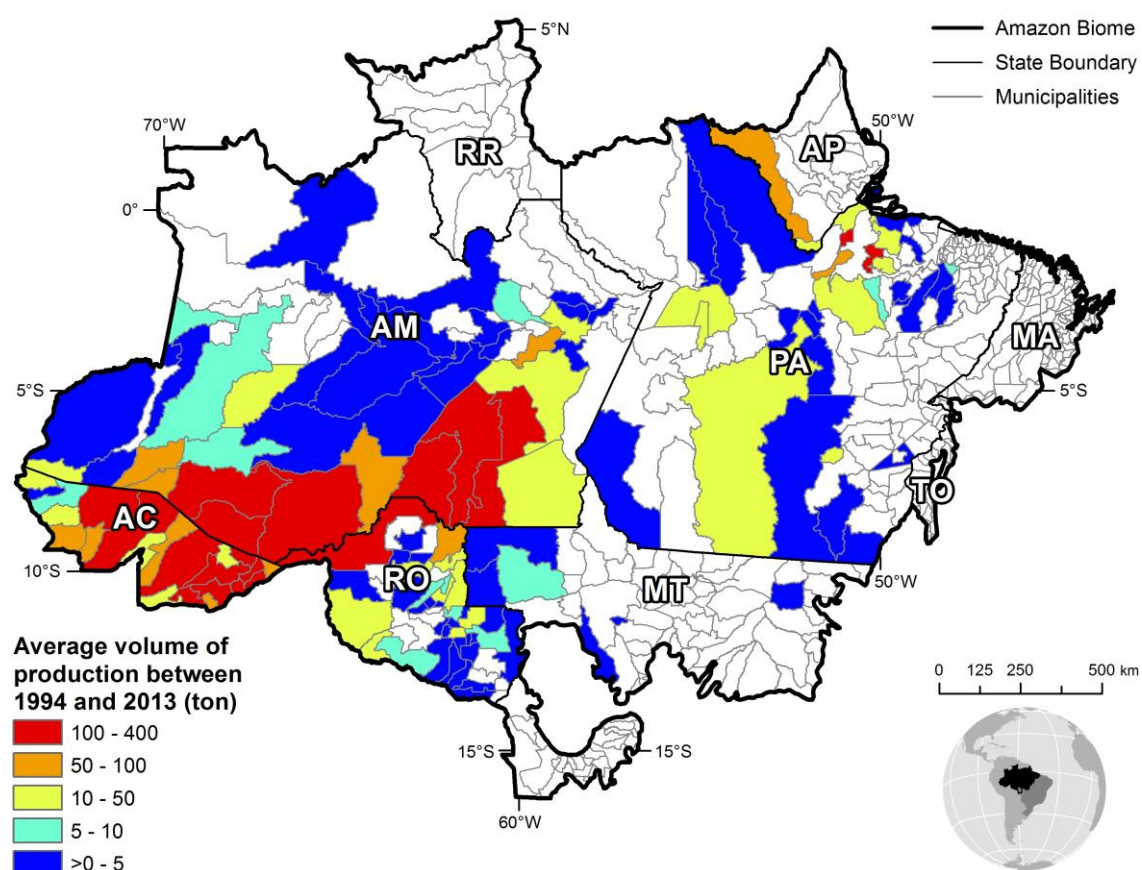 5°N
Amazon Biome
State Boundary
Municipalities
70°W
50°W
RR
AP
0°
AM
PA
MA
5°S
5°S
TO
AC
RO
MT
10°S
50°W
Average volume of
production between
1994 and 2013 (ton)
100 - 400
50 - 100
10 - 50
5 - 10
>0 - 5
0 125 250 500 km
15°S
15°S
60°W